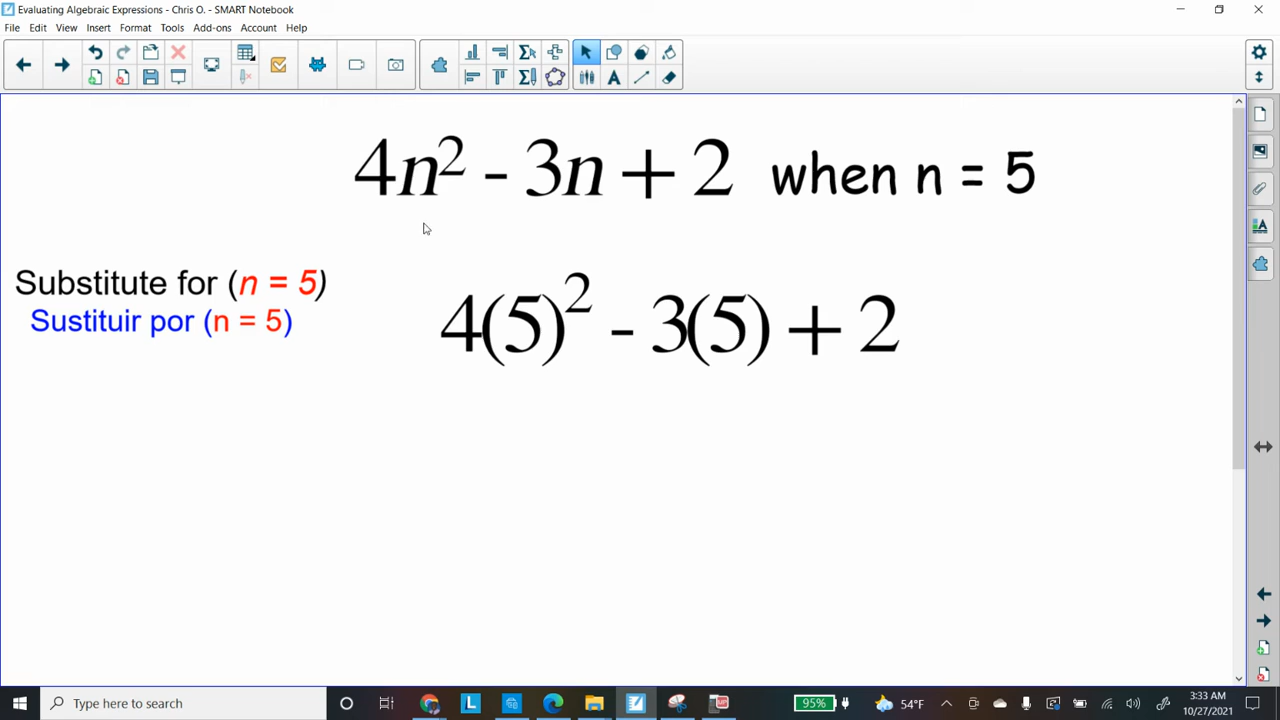 Evaluating Algebraic Expressions - Chris O. - SMART Notebook
File Edit View Insert Format Tools Add-ons Account Help
4n² - 3n + 2 when n = 5
Substitute for (n = 5)
Sustituir por (n = 5)
4(5)² - 3(5) + 2
Type here to search
95%
54°F
3:33 AM
10/27/2021